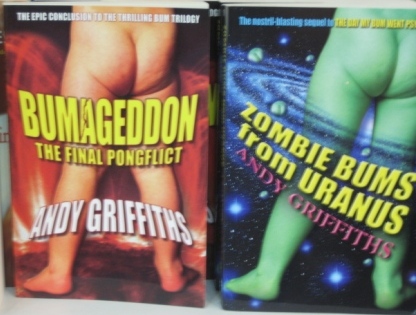 THE EPIC CONCLUSION TO THE THRILLING BUM TRILOGY
BUMAGEDDON
THE FINAL PONGFLICT
ANDY GRIFFITHS
The nostril-blasting sequel to THE DAY MY BUM WENT
ZOMBIE BUMS
from URANUS
ANDY GRIFFITHS